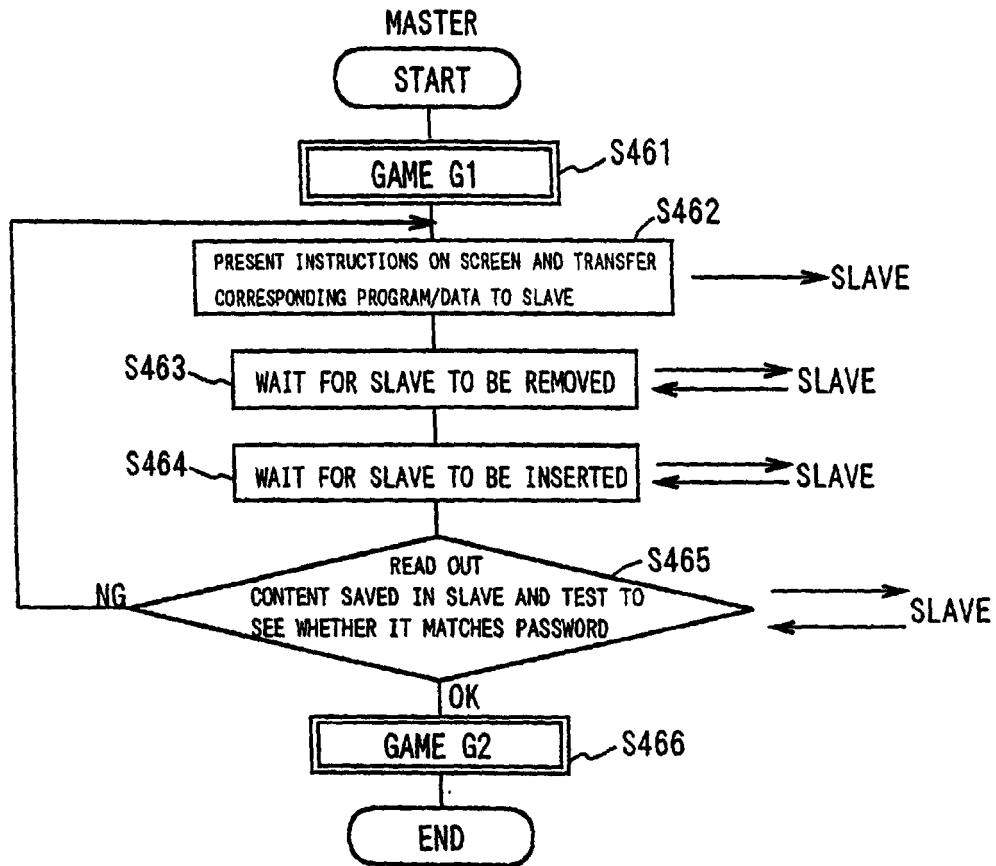 MASTER
START
GAME G1
S461
S462
PRESENT INSTRUCTIONS ON SCREEN AND TRANSFER
CORRESPONDING PROGRAM/DATA TO SLAVE
SLAVE
S463
WAIT FOR SLAVE TO BE REMOVED
SLAVE
S464
WAIT FOR SLAVE TO BE INSERTED
SLAVE
S465
READ OUT
CONTENT SAVED IN SLAVE AND TEST TO
SEE WHETHER IT MATCHES PASSWORD
NG
SLAVE
OK
GAME G2
S466
END